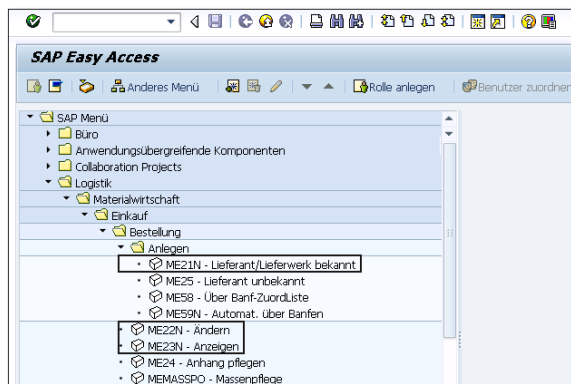 SAP Easy Access
Anderes Menü Rolle anlegen Benutzer zuordnen
SAP Menü
Büro
Anwendungsübergreifende Komponenten
Collaboration Projects
Logistik
Materialwirtschaft
Einkauf
Bestellung
Anlegen
ME21N - Lieferant/Lieferwerk bekannt
ME25 - Lieferant unbekannt
ME58 - Über Banf-ZuordListe
ME59N - Automat. über Banfen
ME22N - Ändern
ME23N - Anzeigen
ME24 - Anhang pflegen
MEMASSPO - Massenpflege